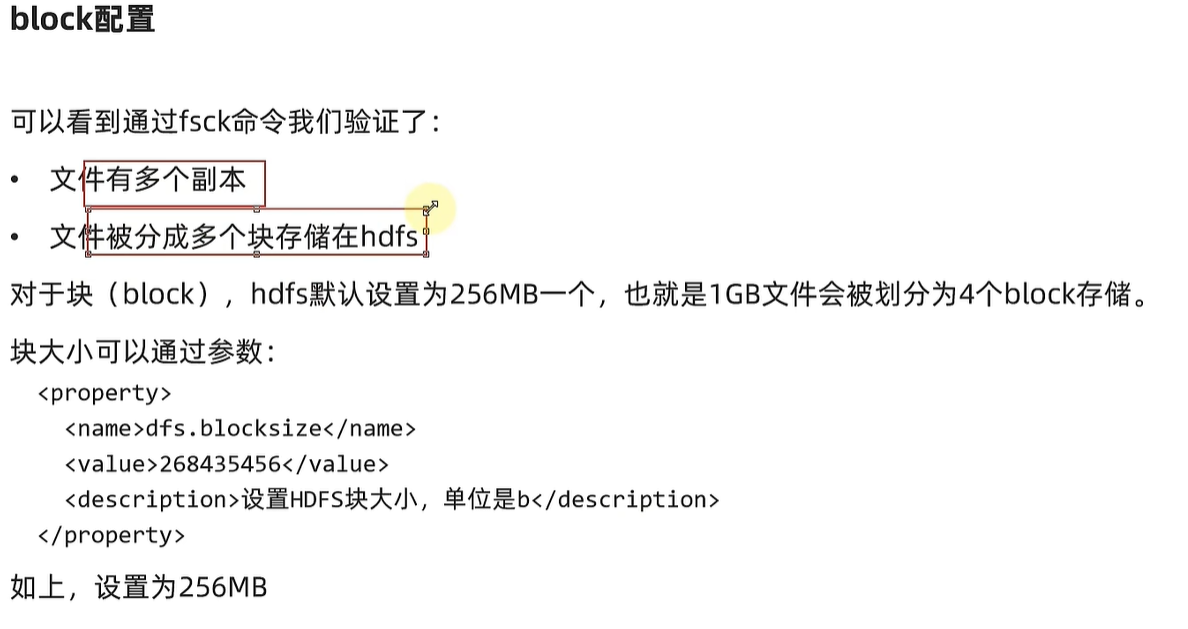 block配置
可以看到通过fsck命令我们验证了：
• 文件有多个副本
• 文件被分成多个块存储在hdfs
对于块（block），hdfs默认设置为256MB一个，也就是1GB文件会被划分为4个block存储。
块大小可以通过参数：
<property>
<name>dfs.blocksize</name>
<value>268435456</value>
<description>设置HDFS块大小，单位是b</description>
</property>
如上，设置为256MB